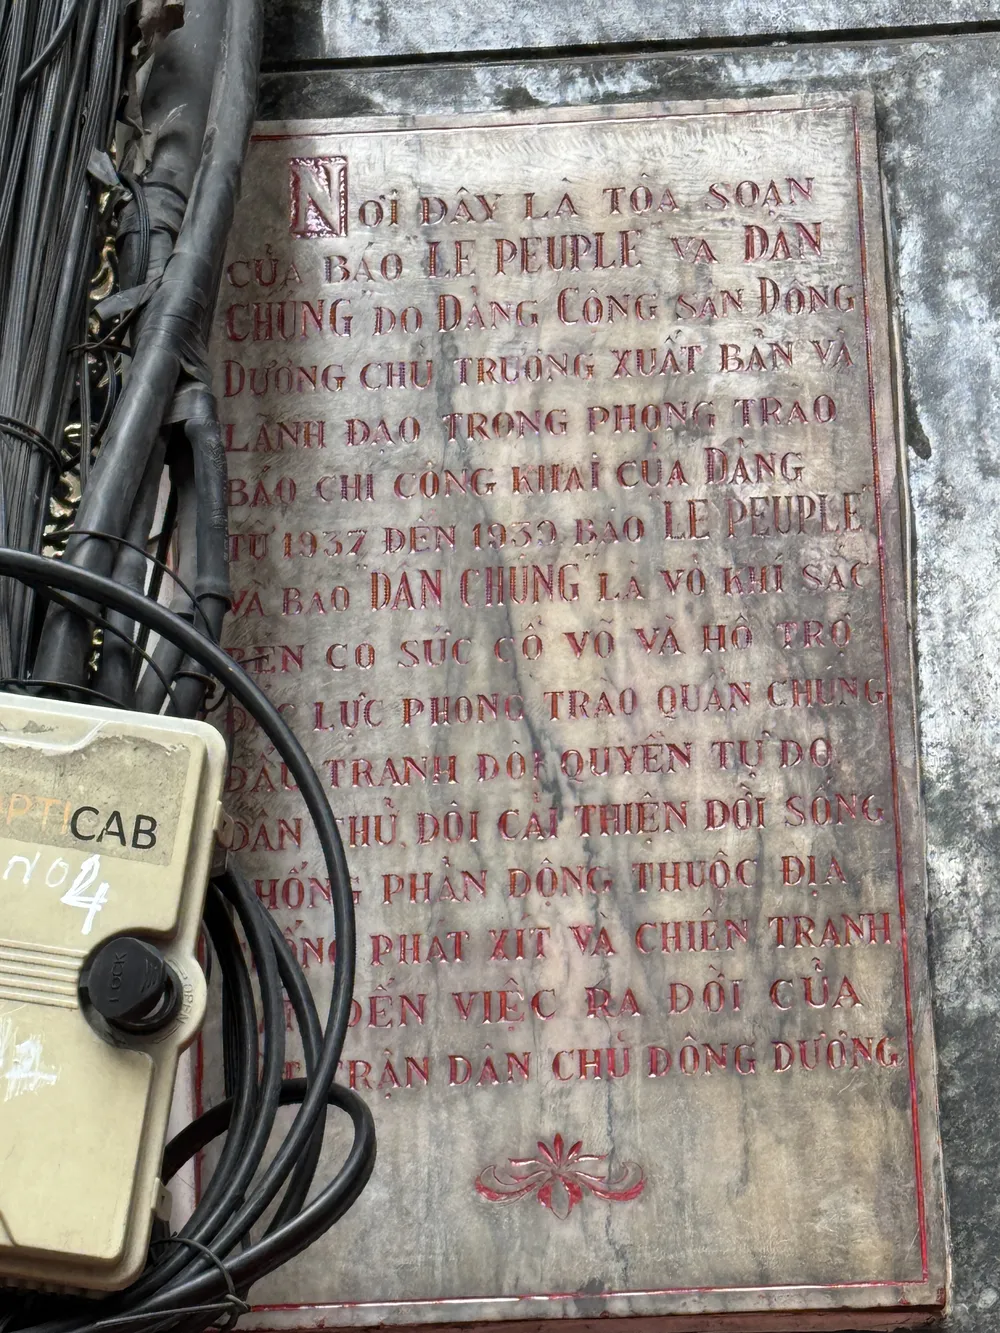 NƠI ĐÂY LÀ TÒA SOẠN
CỦA BÁO LE PEUPLE VÀ DÂN
CHÚNG DO ĐẢNG CỘNG SẢN ĐÔNG
DƯƠNG CHỦ TRƯƠNG XUẤT BẢN VÀ
LÃNH ĐẠO TRONG PHONG TRÀO
BÁO CHÍ CÔNG KHAI CỦA ĐẢNG
TỪ 1937 ĐẾN 1939 BÁO LE PEUPLE
VÀ BÁO DÂN CHÚNG LÀ VŨ KHÍ SẮC
BÉN CÓ SỨC CỔ VŨ VÀ HỖ TRỢ
LỰC PHONG TRÀO QUẦN CHÚNG
ĐẤU TRANH ĐÒI QUYỀN TỰ DO
DÂN CHỦ, ĐÒI CẢI THIỆN ĐỜI SỐNG
CHỐNG PHẢN ĐỘNG THUỘC ĐỊA
CHỐNG PHÁT XÍT VÀ CHIẾN TRANH
ĐẾN VIỆC RA ĐỜI CỦA
TRẬN DÂN CHỦ ĐÔNG DƯƠNG
OPTICAB
NO4
LOCK